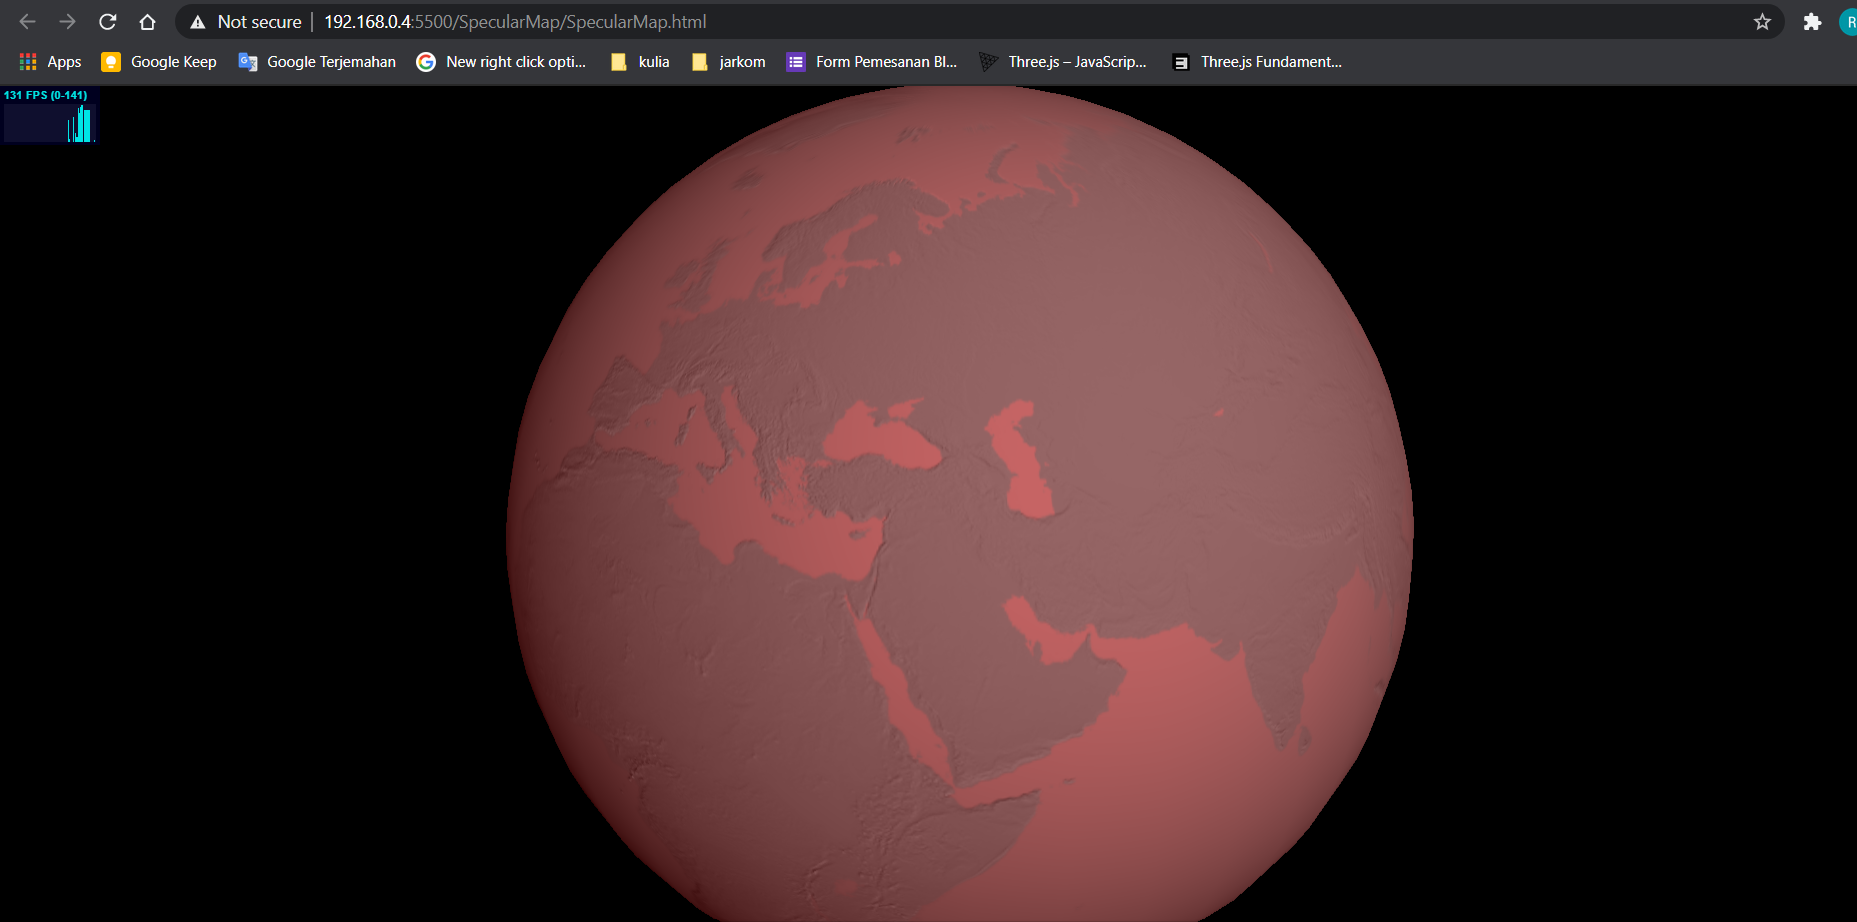 Not secure | 192.168.0.4:5500/SpecularMap/SpecularMap.html
R
Apps Google Keep Google Terjemahan New right click opti... kulia jarkom Form Pemesanan Bl... Three.js – JavaScrip... Three.js Fundament...
131 FPS (0-141)